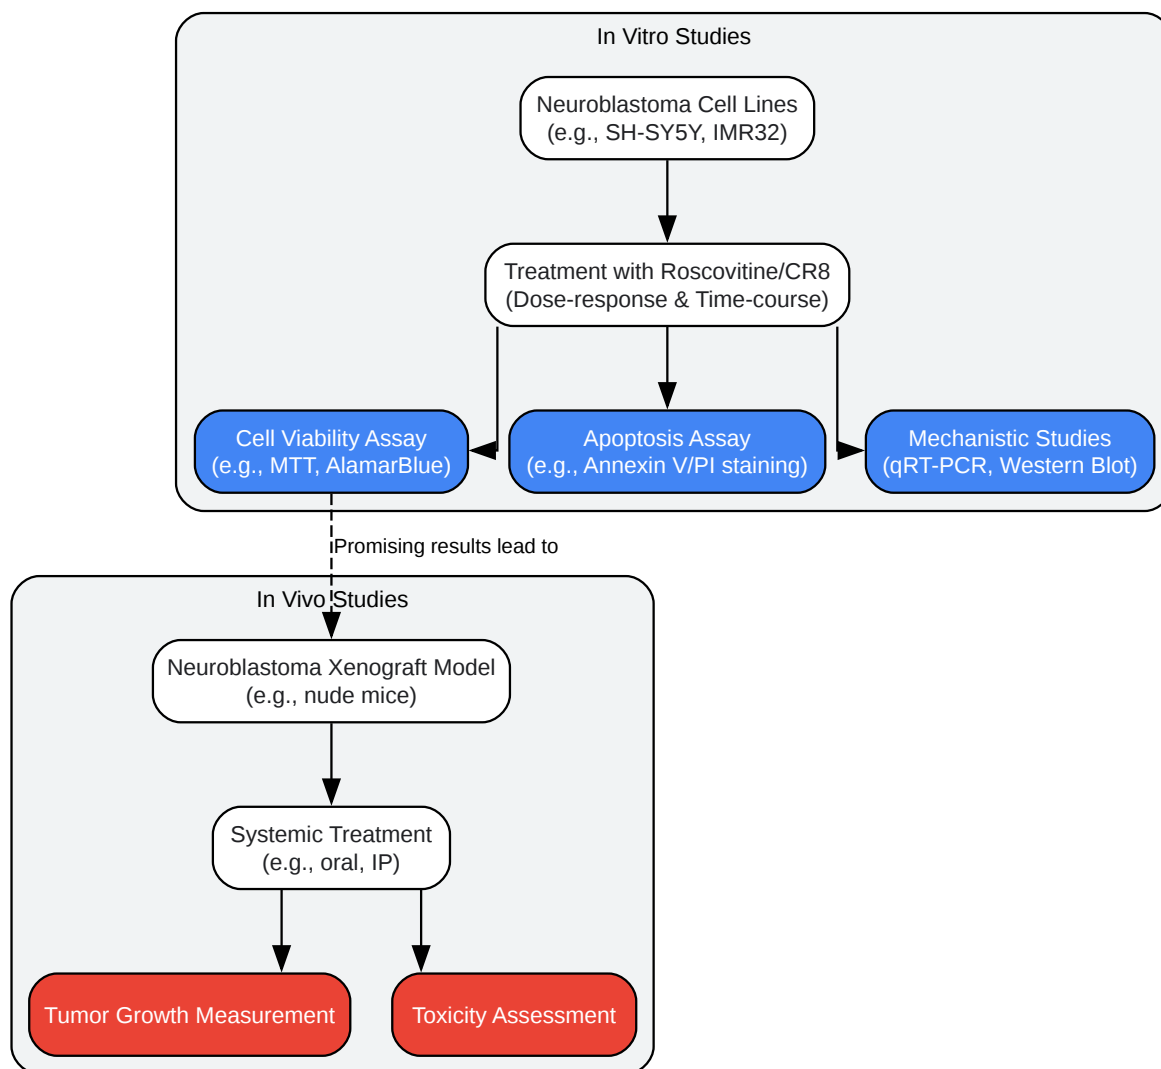 In Vitro Studies
Neuroblastoma Cell Lines
(e.g., SH-SY5Y, IMR32)
Treatment with Roscovitine/CR8
(Dose-response & Time-course)
Cell Viability Assay
(e.g., MTT, AlamarBlue)
Apoptosis Assay
(e.g., Annexin V/PI staining)
Mechanistic Studies
(qRT-PCR, Western Blot)
Promising results lead to
In Vivo Studies
Neuroblastoma Xenograft Model
(e.g., nude mice)
Systemic Treatment
(e.g., oral, IP)
Tumor Growth Measurement
Toxicity Assessment